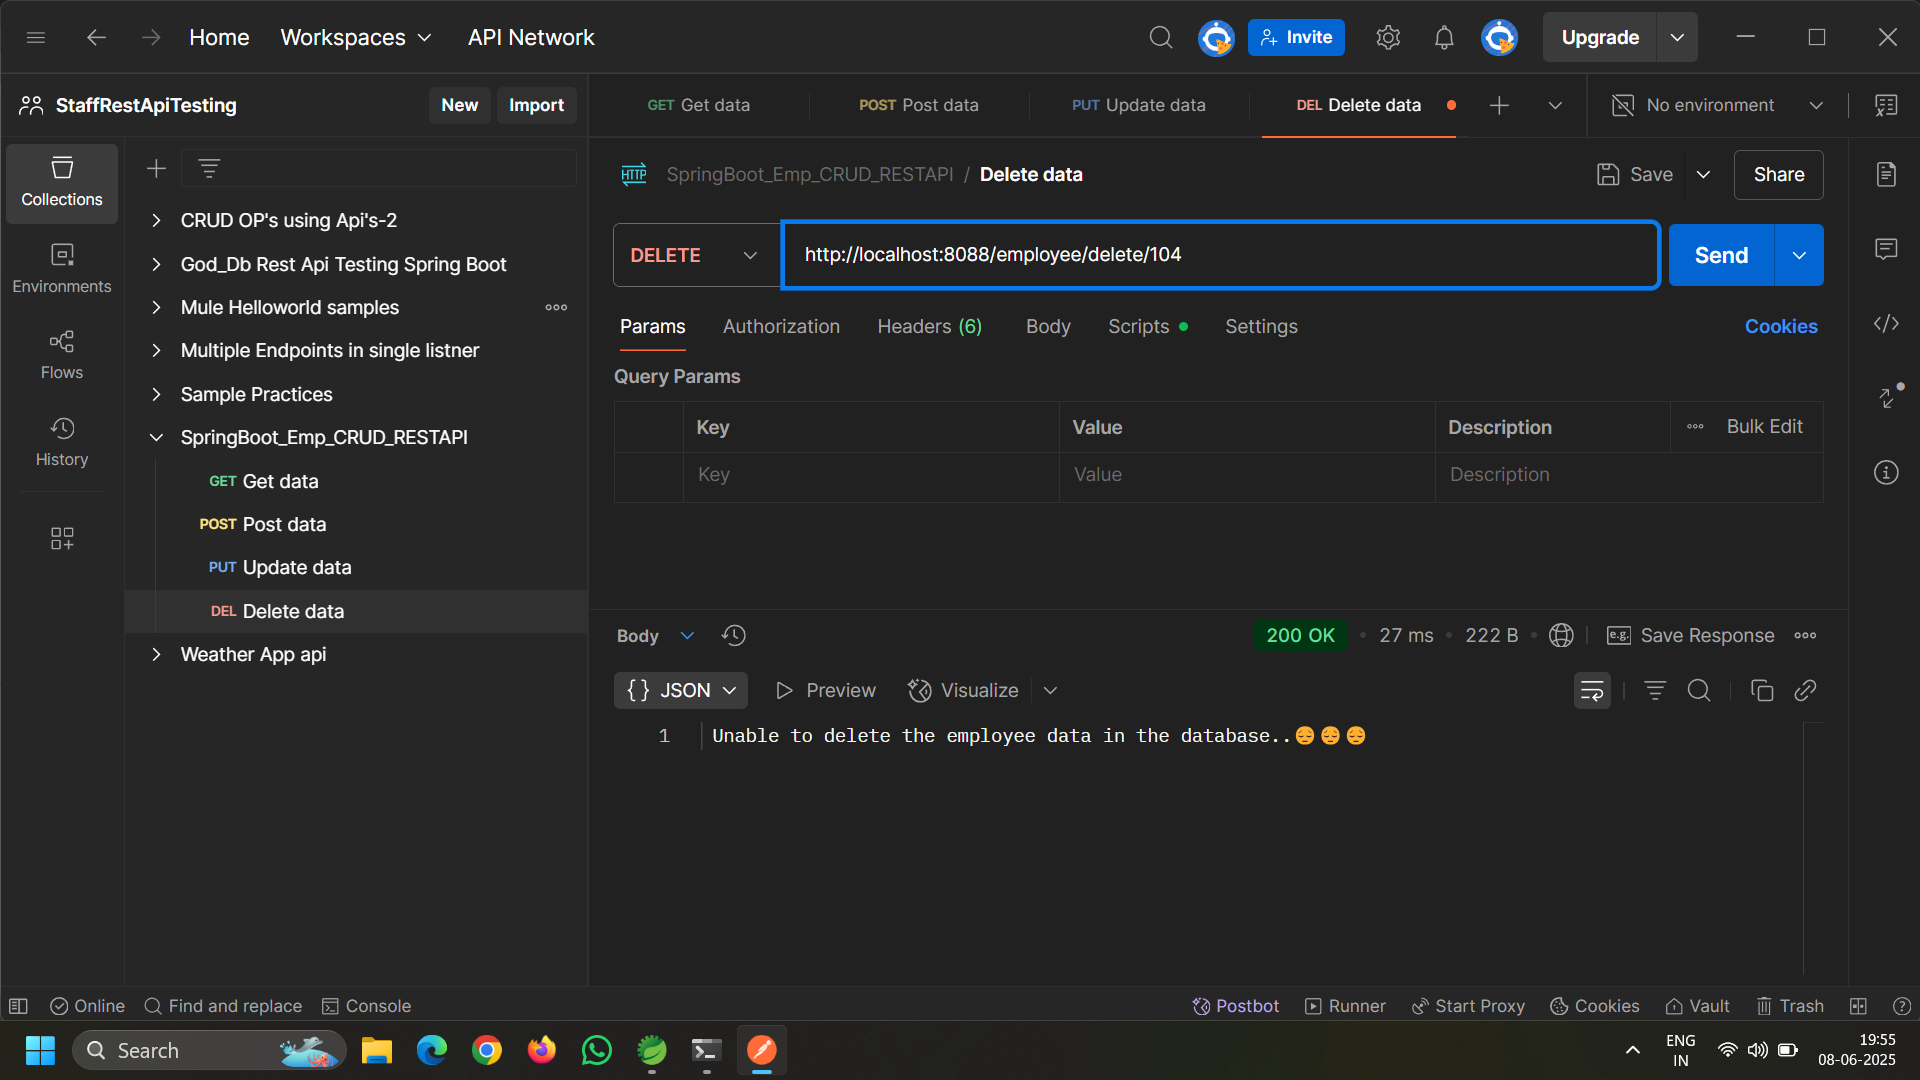 Home Workspaces API Network Invite Upgrade
StaffRestApiTesting New Import
GET Get data POST Post data PUT Update data DEL Delete data No environment
Collections
Environments
Flows
History
CRUD OP's using Api's-2
God_Db Rest Api Testing Spring Boot
Mule Helloworld samples
Multiple Endpoints in single listner
Sample Practices
SpringBoot_Emp_CRUD_RESTAPI
GET Get data
POST Post data
PUT Update data
DEL Delete data
Weather App api
HTTP SpringBoot_Emp_CRUD_RESTAPI / Delete data Save Share
DELETE http://localhost:8088/employee/delete/104 Send
Params Authorization Headers (6) Body Scripts Settings Cookies
Query Params
Key Value Description Bulk Edit
Key Value Description
Body 200 OK 27 ms 222 B e.g. Save Response
{} JSON Preview Visualize
1 Unable to delete the employee data in the database..😔😔😔
Online Find and replace Console Postbot Runner Start Proxy Cookies Vault Trash
Search ENG 19:55
IN 08-06-2025